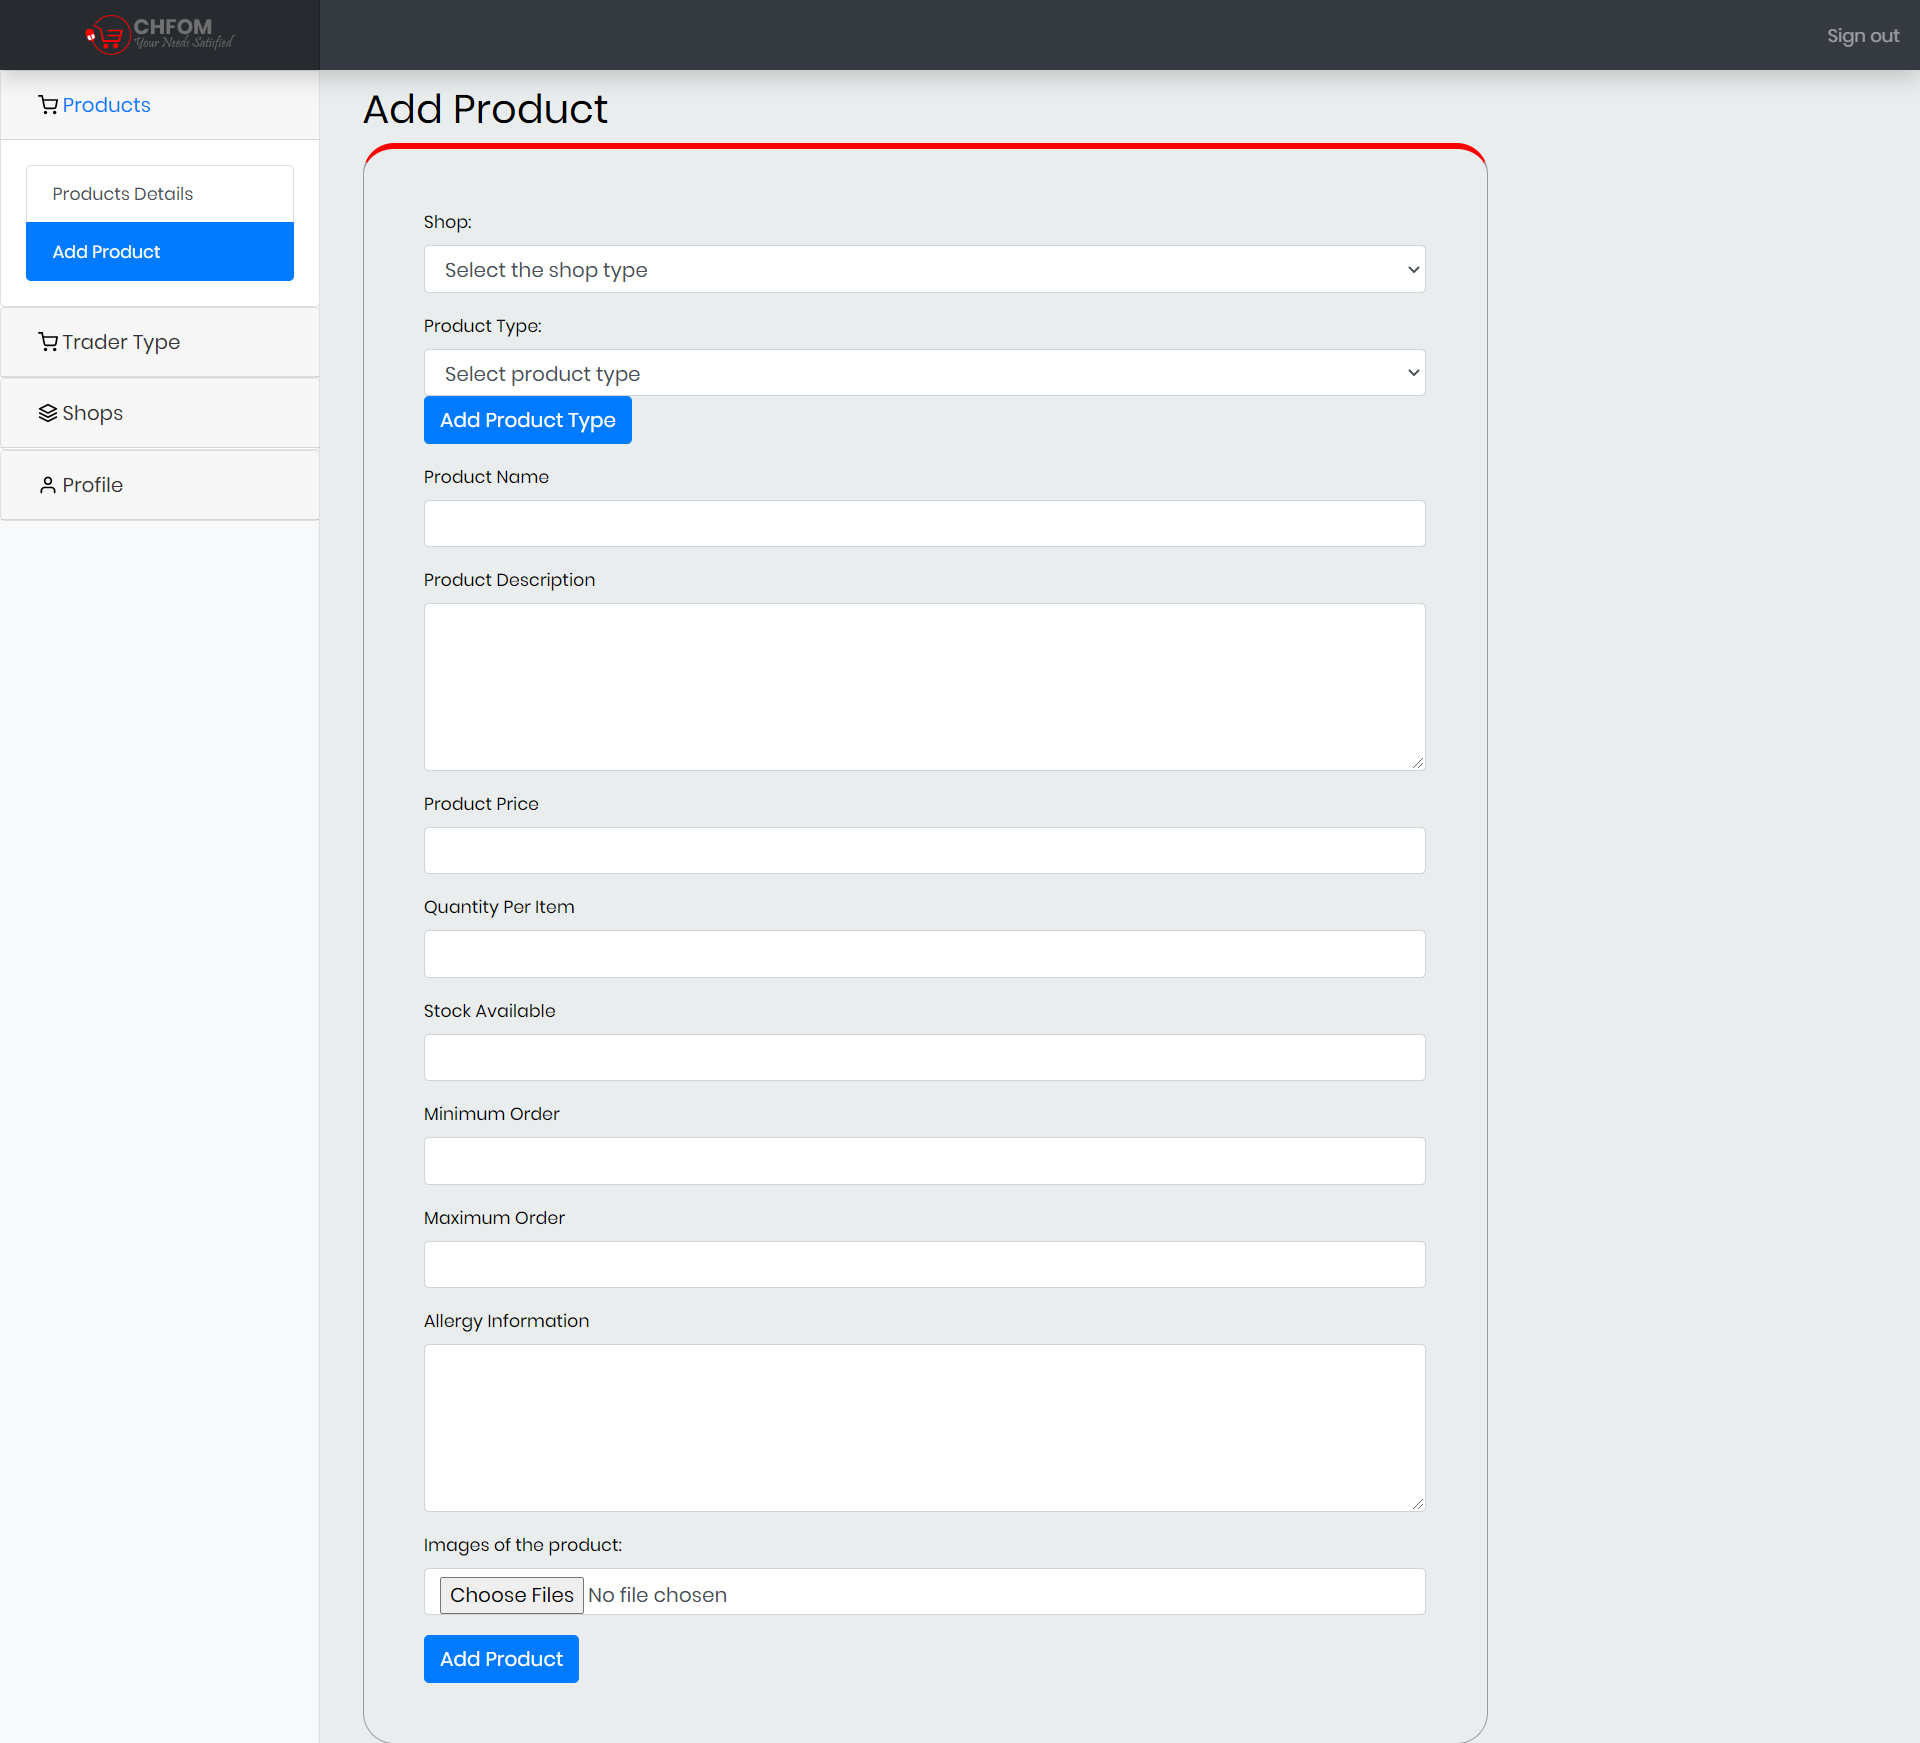 CHFOM
Your Needs Satisfied
Sign out
Products
Products Details
Add Product
Trader Type
Shops
Profile
Add Product
Shop:
Select the shop type
Product Type:
Select product type
Add Product Type
Product Name
Product Description
Product Price
Quantity Per Item
Stock Available
Minimum Order
Maximum Order
Allergy Information
Images of the product:
Choose Files No file chosen
Add Product